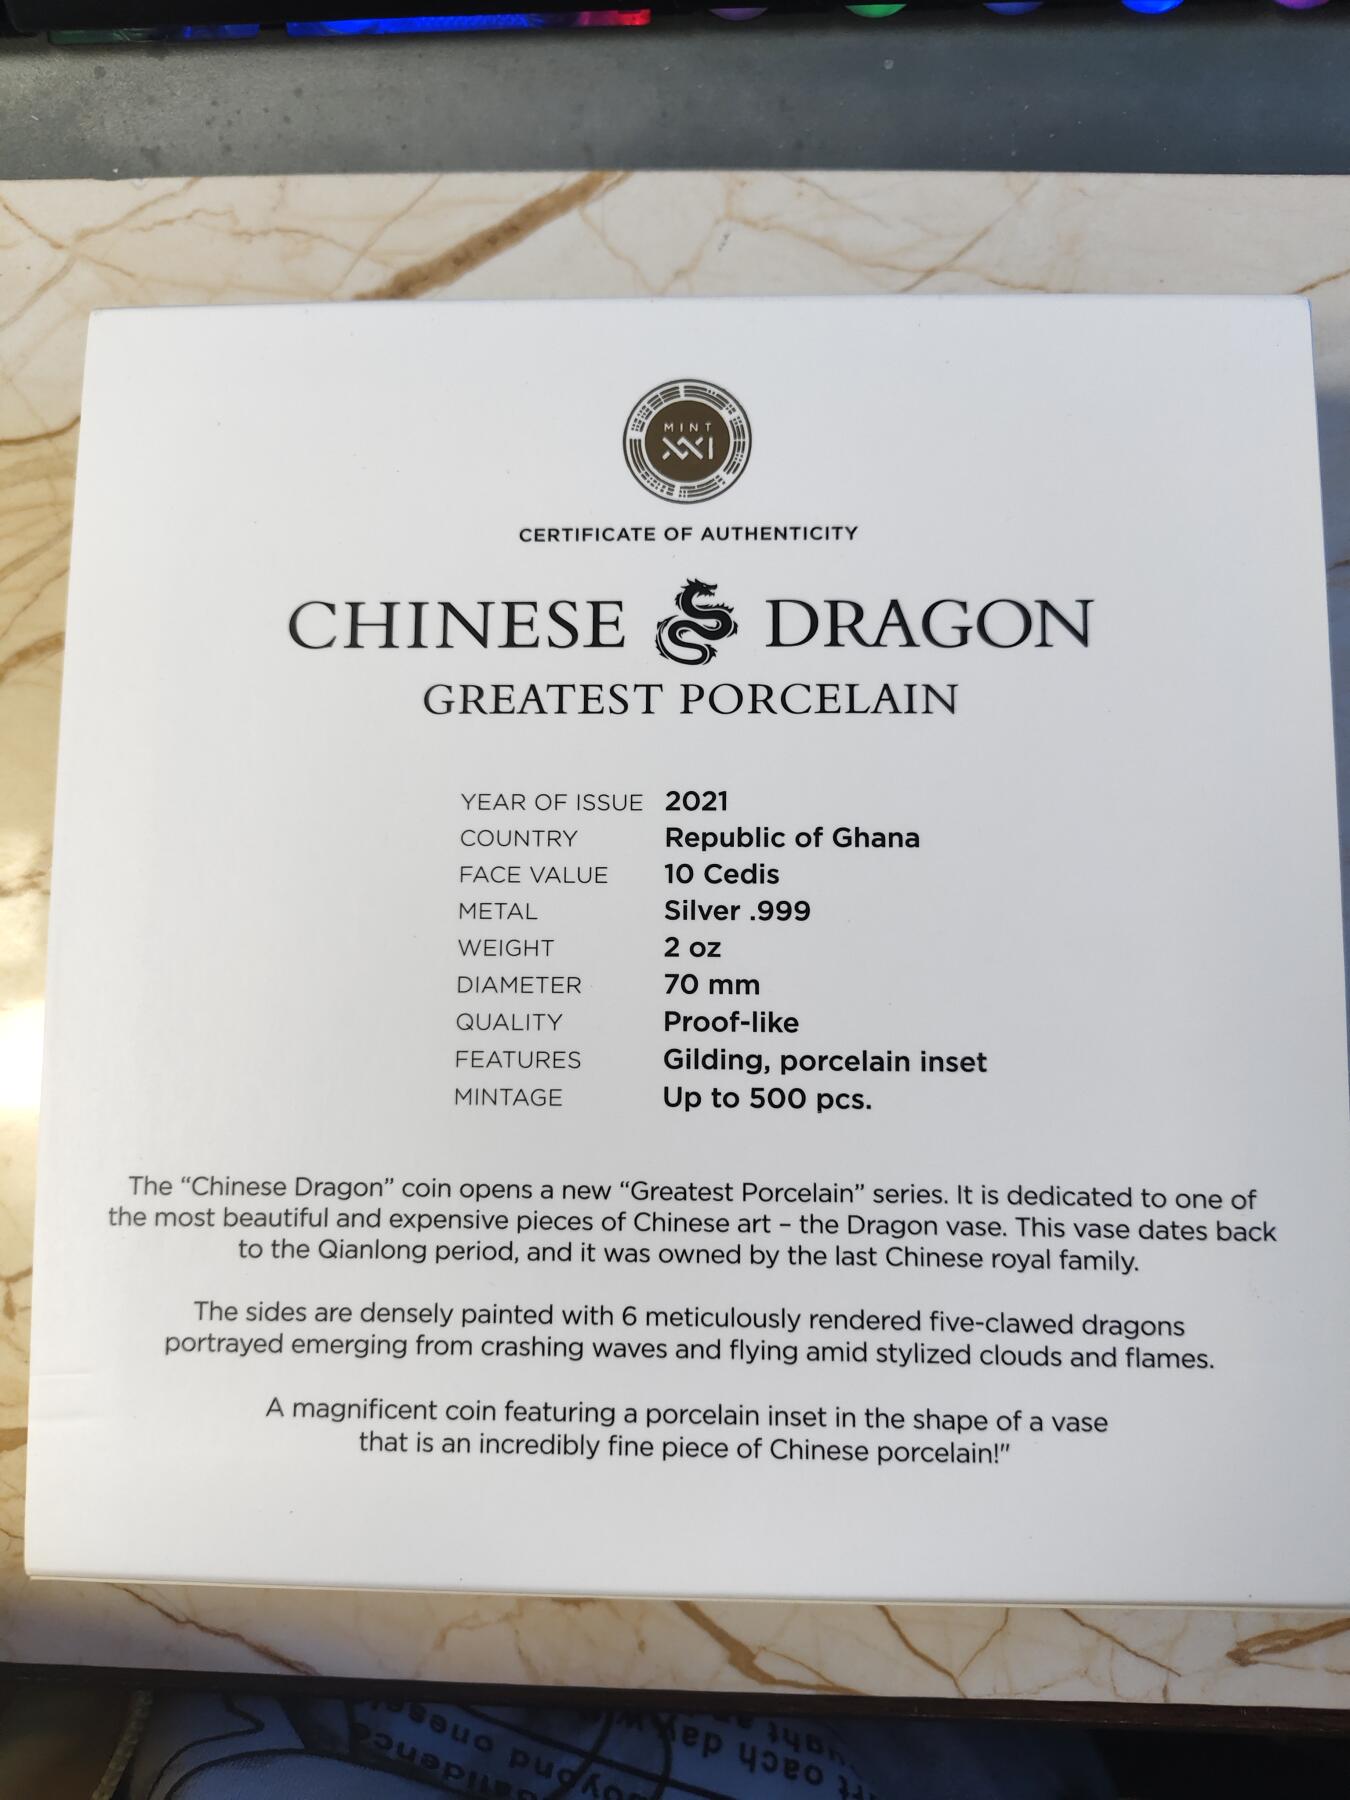 MINT
XXI
CERTIFICATE OF AUTHENTICITY
CHINESE DRAGON
GREATEST PORCELAIN
YEAR OF ISSUE 2021
COUNTRY Republic of Ghana
FACE VALUE 10 Cedis
METAL Silver .999
WEIGHT 2 oz
DIAMETER 70 mm
QUALITY Proof-like
FEATURES Gilding, porcelain inset
MINTAGE Up to 500 pcs.
The “Chinese Dragon” coin opens a new “Greatest Porcelain” series. It is dedicated to one of
the most beautiful and expensive pieces of Chinese art – the Dragon vase. This vase dates back
to the Qianlong period, and it was owned by the last Chinese royal family.
The sides are densely painted with 6 meticulously rendered five-clawed dragons
portrayed emerging from crashing waves and flying amid stylized clouds and flames.
A magnificent coin featuring a porcelain inset in the shape of a vase
that is an incredibly fine piece of Chinese porcelain!"
each day
beyond